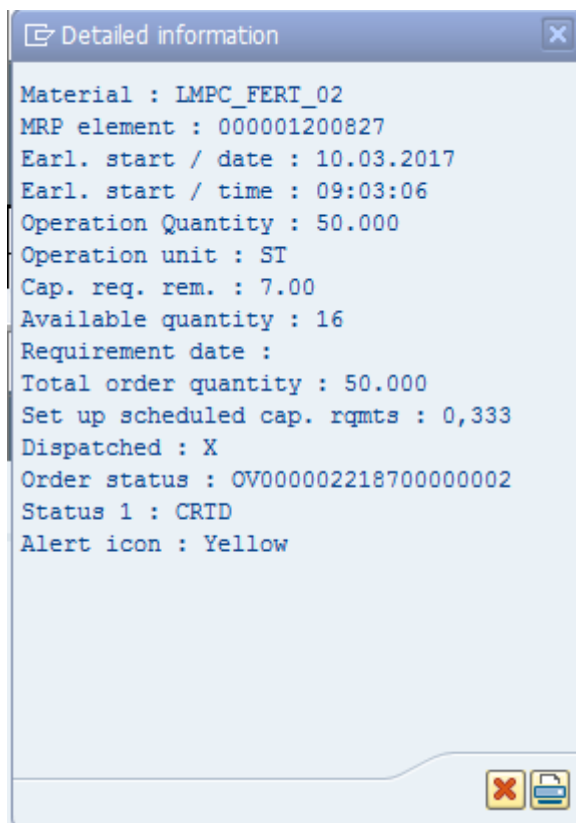 Detailed information
Material : LMPC_FERT_02
MRP element : 000001200827
Earl. start / date : 10.03.2017
Earl. start / time : 09:03:06
Operation Quantity : 50.000
Operation unit : ST
Cap. req. rem. : 7.00
Available quantity : 16
Requirement date :
Total order quantity : 50.000
Set up scheduled cap. rqmts : 0,333
Dispatched : X
Order status : OV000002218700000002
Status 1 : CRTD
Alert icon : Yellow